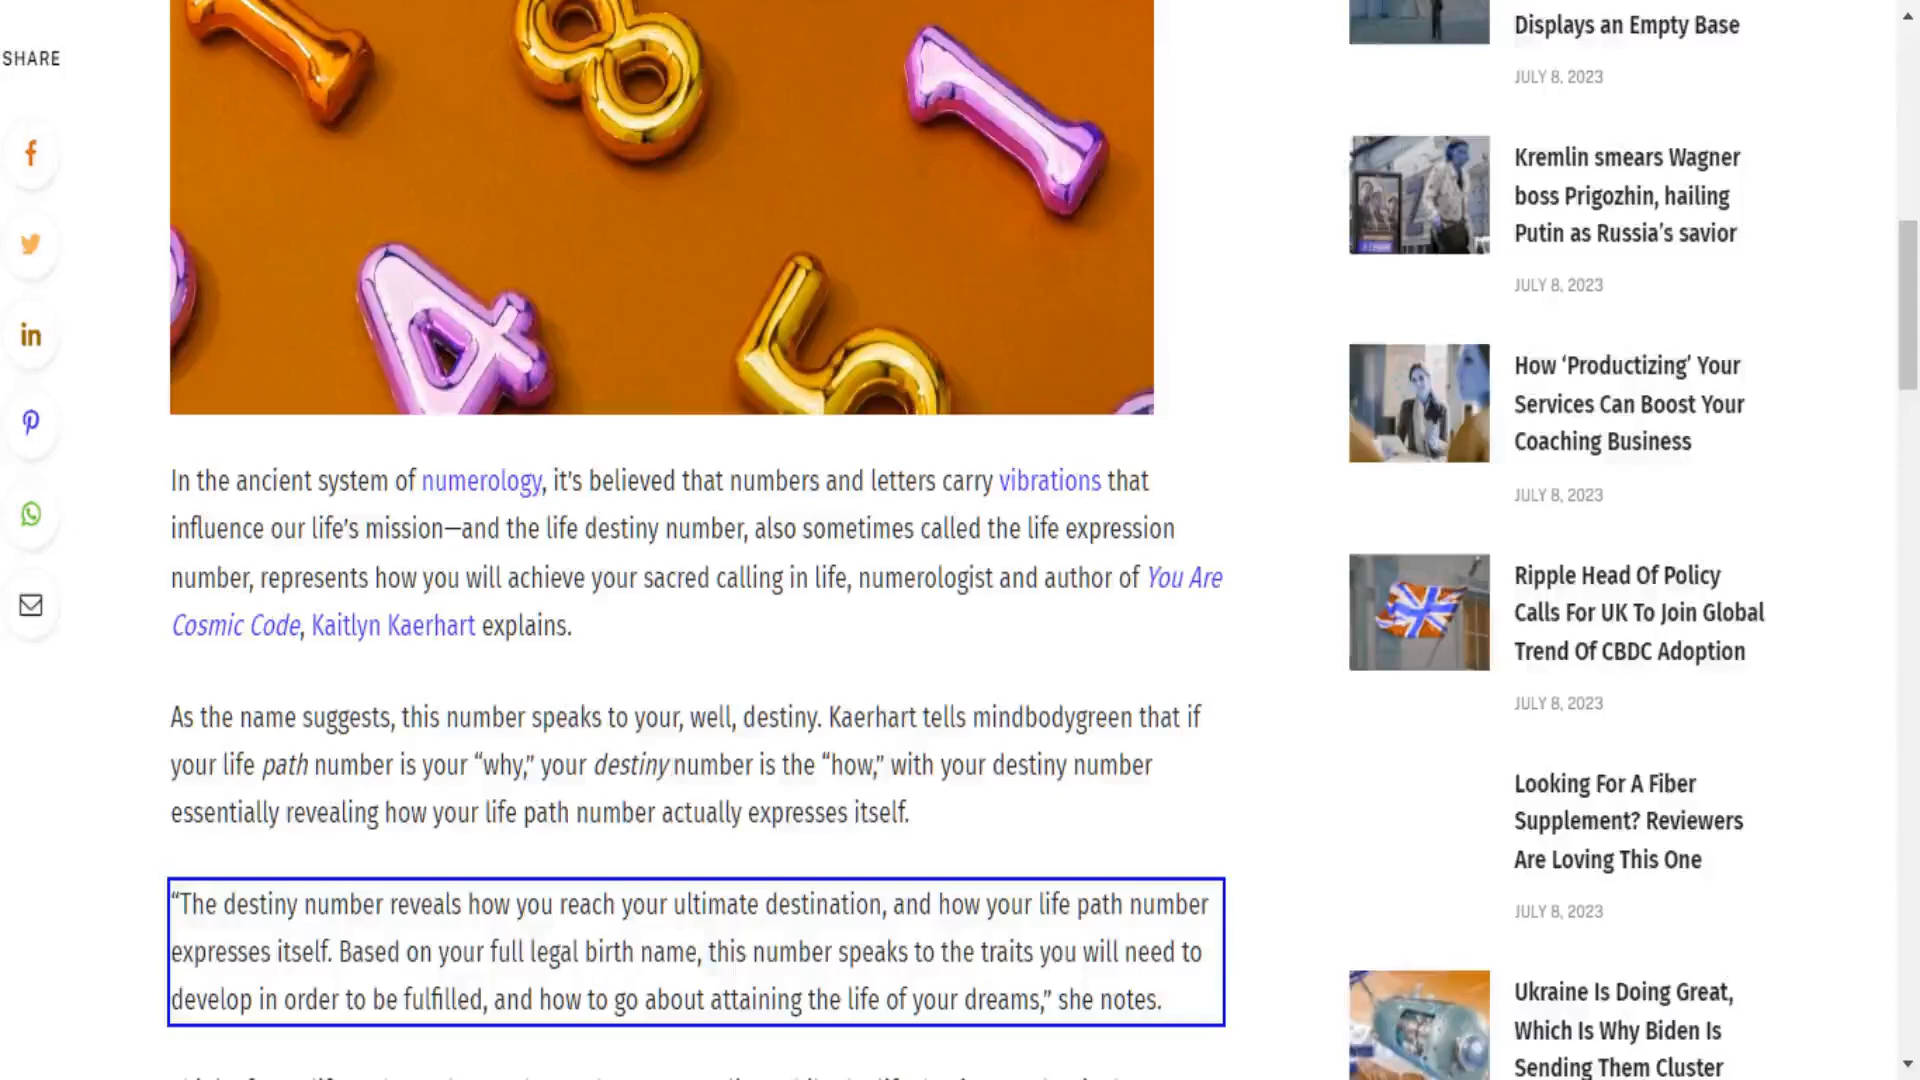 SHARE
In the ancient system of numerology, it's believed that numbers and letters carry vibrations that
influence our life's mission—and the life destiny number, also sometimes called the life expression
number, represents how you will achieve your sacred calling in life, numerologist and author of You Are
Cosmic Code, Kaitlyn Kaerhart explains.
As the name suggests, this number speaks to your, well, destiny. Kaerhart tells mindbodygreen that if
your life path number is your “why,” your destiny number is the “how,” with your destiny number
essentially revealing how your life path number actually expresses itself.
“The destiny number reveals how you reach your ultimate destination, and how your life path number
expresses itself. Based on your full legal birth name, this number speaks to the traits you will need to
develop in order to be fulfilled, and how to go about attaining the life of your dreams,” she notes.
Displays an Empty Base
JULY 8, 2023
Kremlin smears Wagner
boss Prigozhin, hailing
Putin as Russia’s savior
JULY 8, 2023
How ‘Productizing’ Your
Services Can Boost Your
Coaching Business
JULY 8, 2023
Ripple Head Of Policy
Calls For UK To Join Global
Trend Of CBDC Adoption
JULY 8, 2023
Looking For A Fiber
Supplement? Reviewers
Are Loving This One
JULY 8, 2023
Ukraine Is Doing Great,
Which Is Why Biden Is
Sending Them Cluster